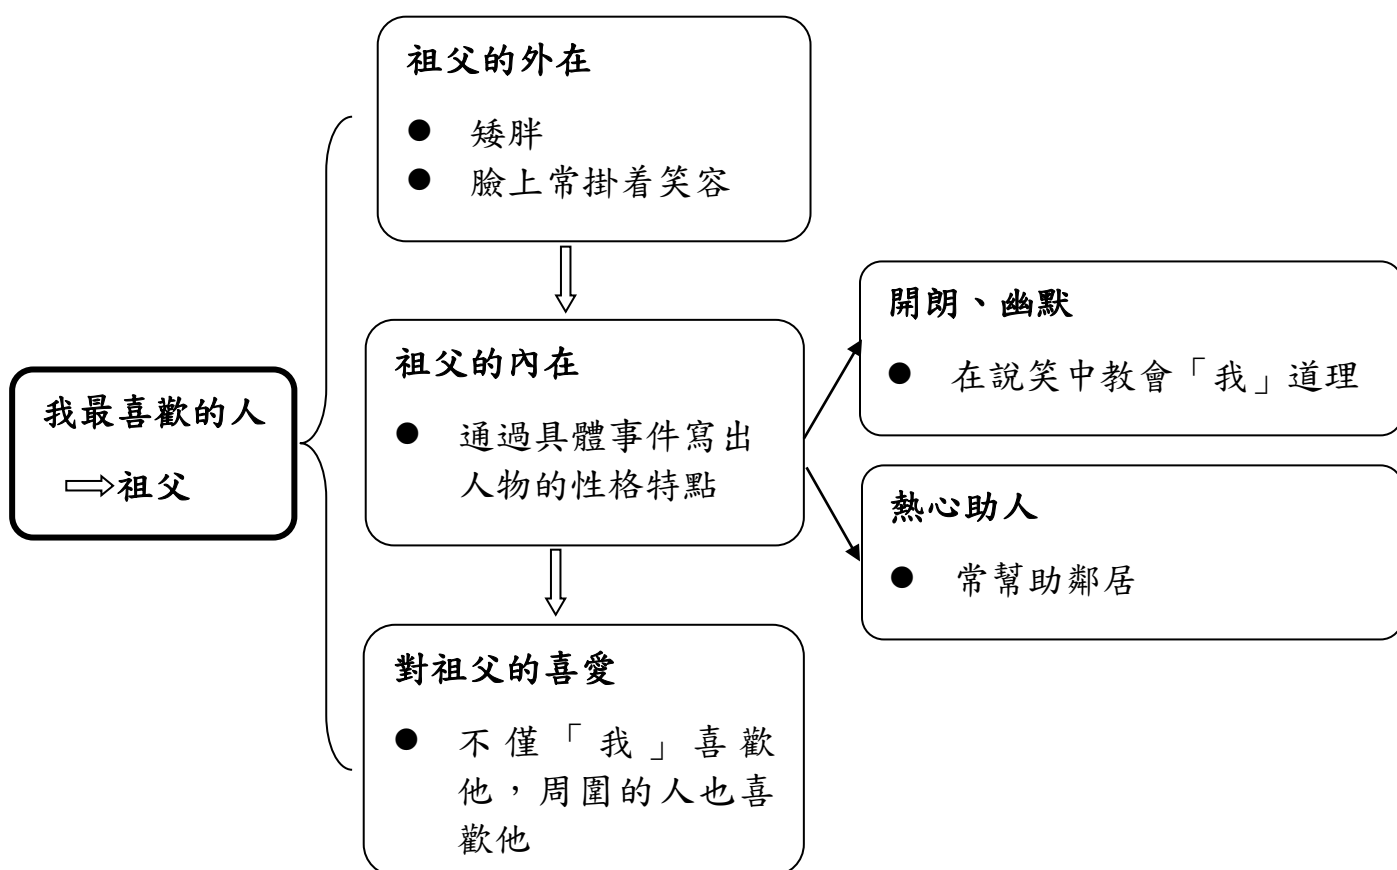 我最喜歡的人
⇨祖父
祖父的外在
● 矮胖
● 臉上常掛着笑容
祖父的內在
● 通過具體事件寫出
人物的性格特點
開朗、幽默
● 在說笑中教會「我」道理
熱心助人
● 常幫助鄰居
對祖父的喜愛
● 不僅「我」喜歡
他，周圍的人也喜
歡他